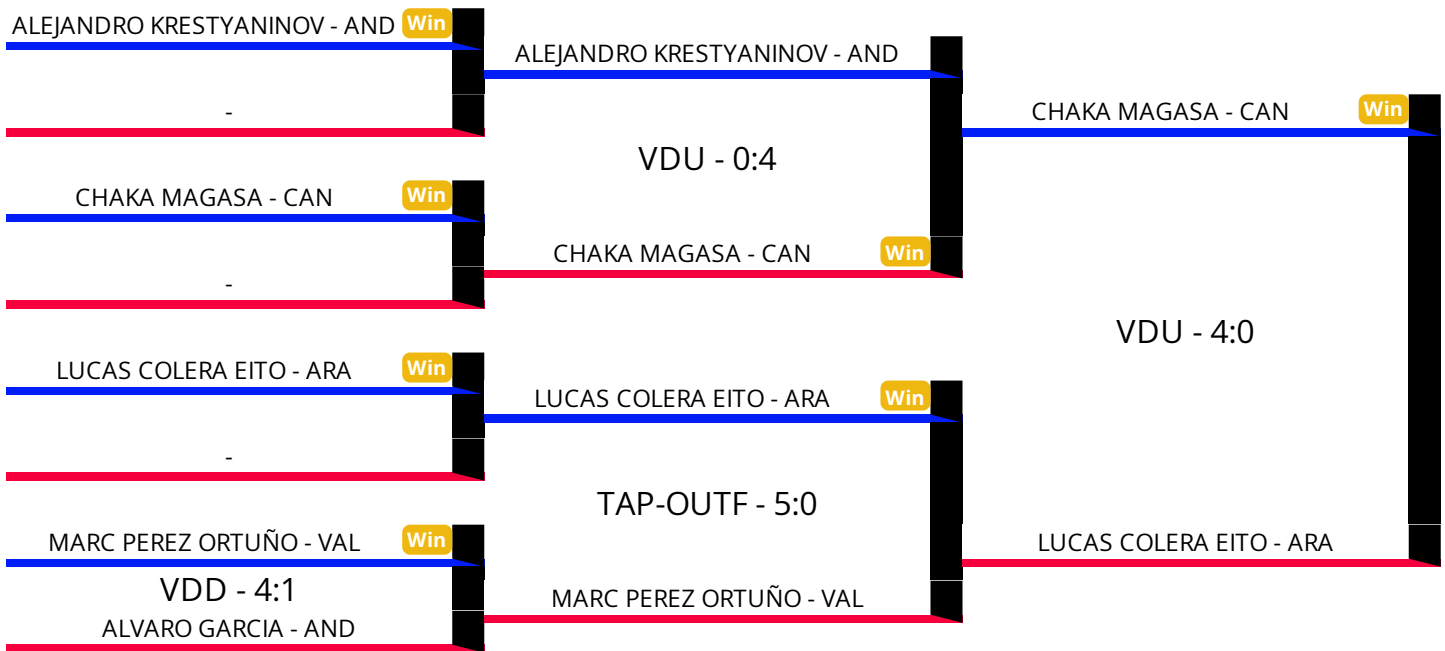 ALEJANDRO KRESTYANINOV - AND Win
-
CHAKA MAGASA - CAN Win
-
LUCAS COLERA EITO - ARA Win
-
MARC PEREZ ORTUÑO - VAL Win
VDD - 4:1
ALVARO GARCIA - AND
ALEJANDRO KRESTYANINOV - AND
VDU - 0:4
CHAKA MAGASA - CAN Win
LUCAS COLERA EITO - ARA Win
TAP-OUTF - 5:0
MARC PEREZ ORTUÑO - VAL
CHAKA MAGASA - CAN Win
VDU - 4:0
LUCAS COLERA EITO - ARA